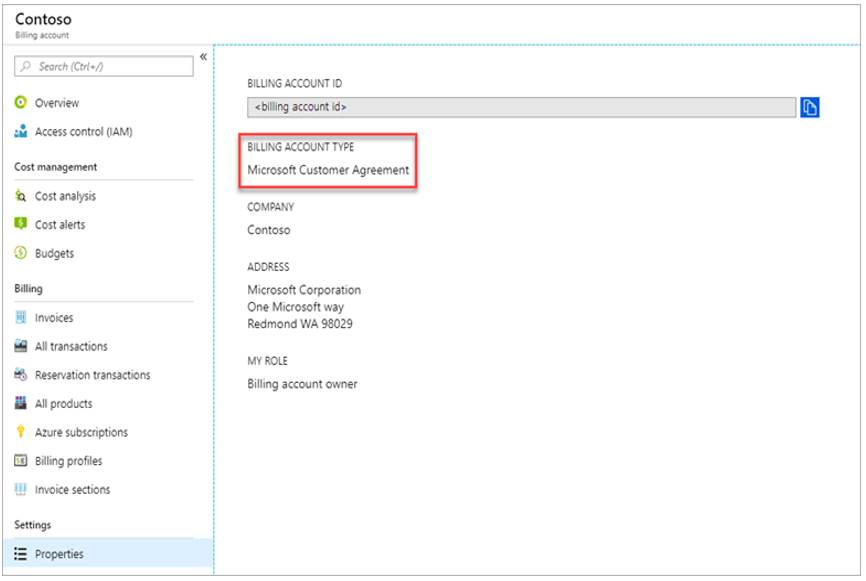 Contoso
Billing account
Search (Ctrl+/)
«
Overview
Access control (IAM)
Cost management
Cost analysis
Cost alerts
Budgets
Billing
Invoices
All transactions
Reservation transactions
All products
Azure subscriptions
Billing profiles
Invoice sections
Settings
Properties
BILLING ACCOUNT ID
<billing account id>
BILLING ACCOUNT TYPE
Microsoft Customer Agreement
COMPANY
Contoso
ADDRESS
Microsoft Corporation
One Microsoft way
Redmond WA 98029
MY ROLE
Billing account owner